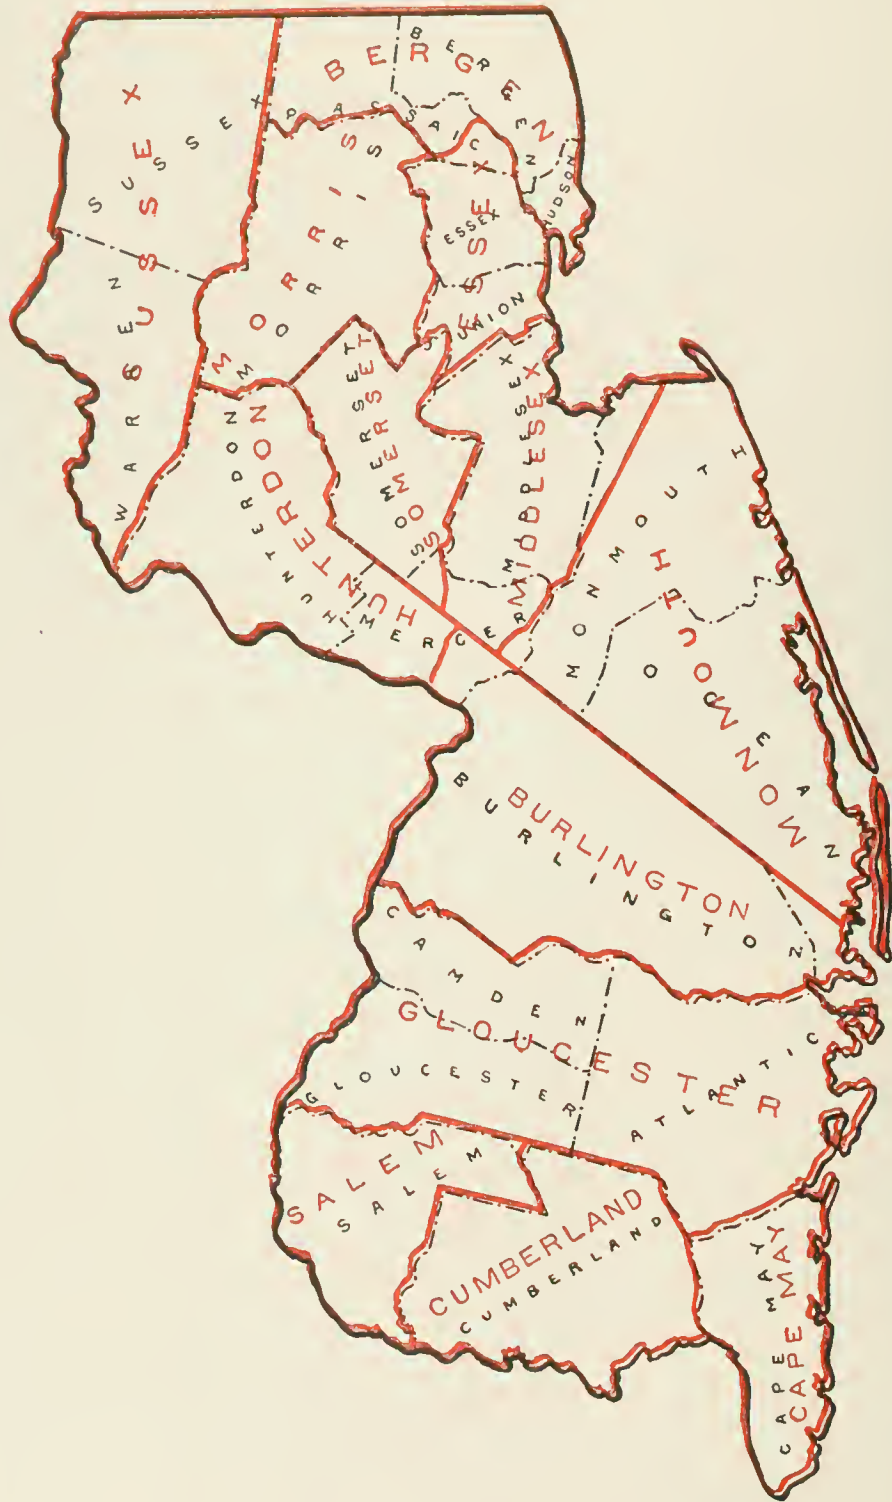 SUSSEX
SUSSEX
WARREN
BERGEN
BERGEN
PASSAIC
HUDSON
MORRIS
MORRIS
ESSEX
ESSEX
UNION
SOMERSET
SOMERSET
HUNTERDON
HUNTERDON
MIDDLESEX
MIDDLESEX
MERCER
MONMOUTH
MONMOUTH
OCEAN
BURLINGTON
BURLINGTON
CAMDEN
GLOUCESTER
GLOUCESTER
ATLANTIC
SALEM
SALEM
CUMBERLAND
CUMBERLAND
CAPE MAY
CAPE MAY